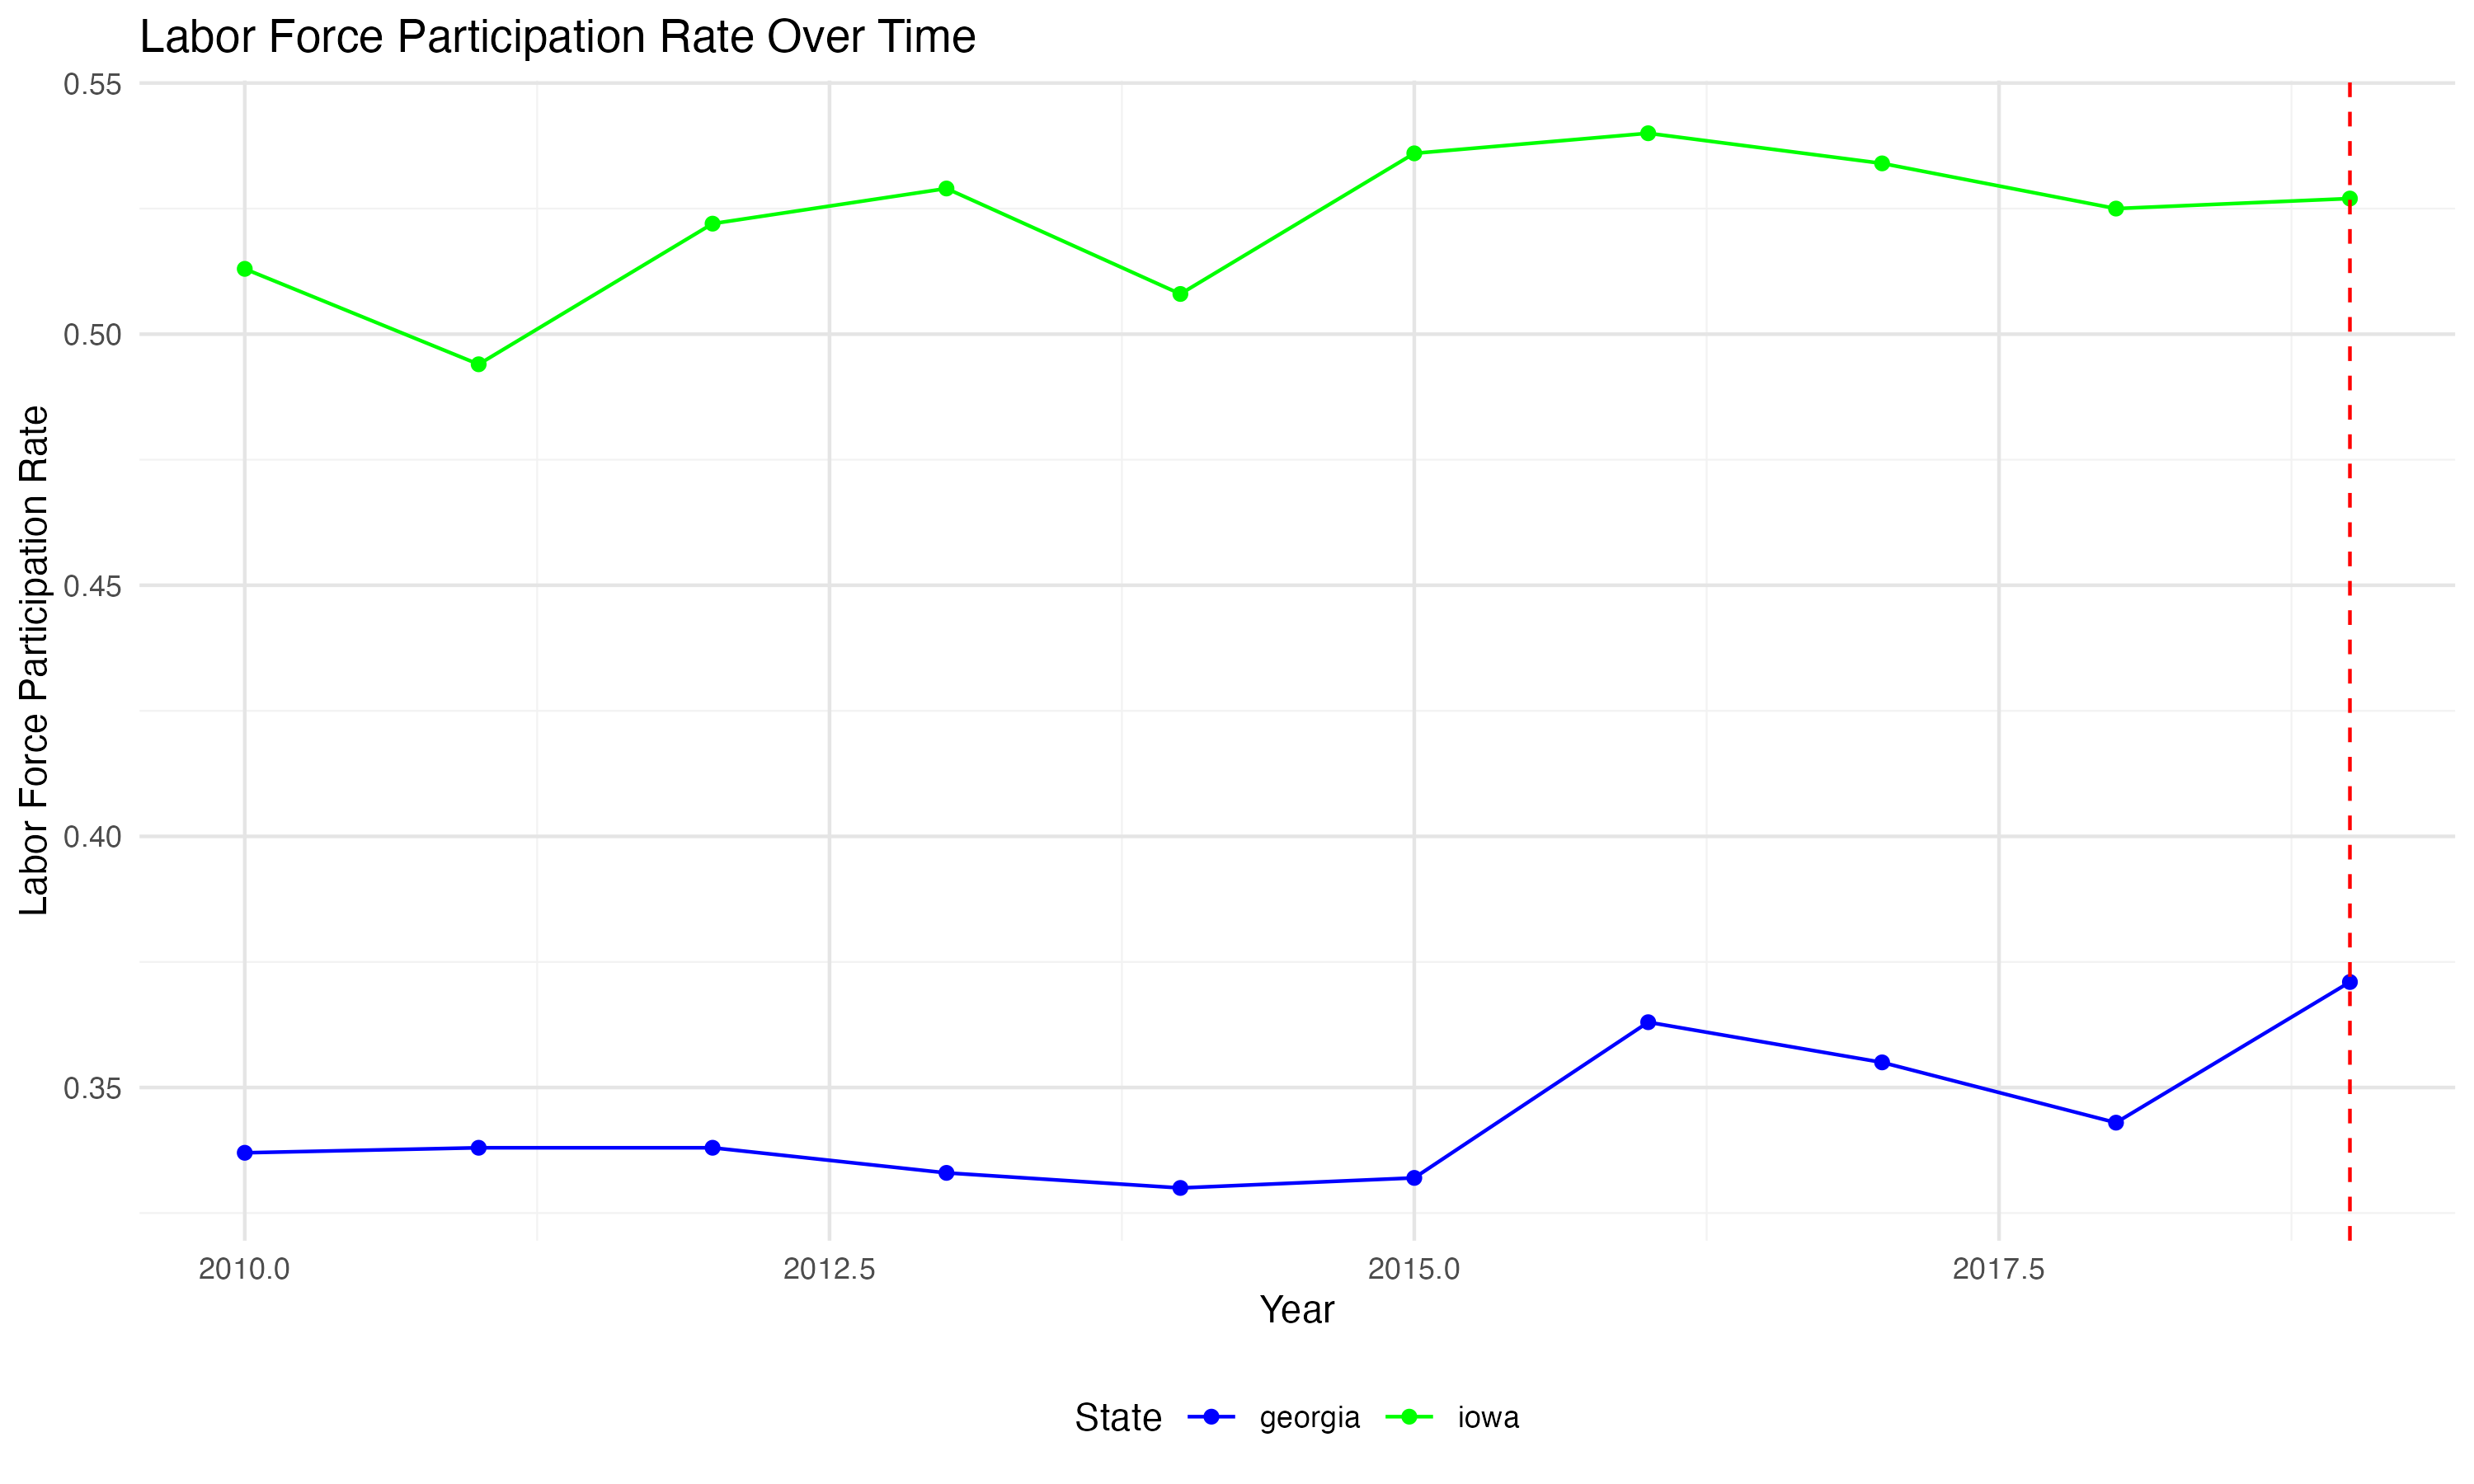 Labor Force Participation Rate Over Time
Labor Force Participation Rate
0.55
0.50
0.45
0.40
0.35
2010.0 2012.5 2015.0 2017.5
Year
State georgia iowa